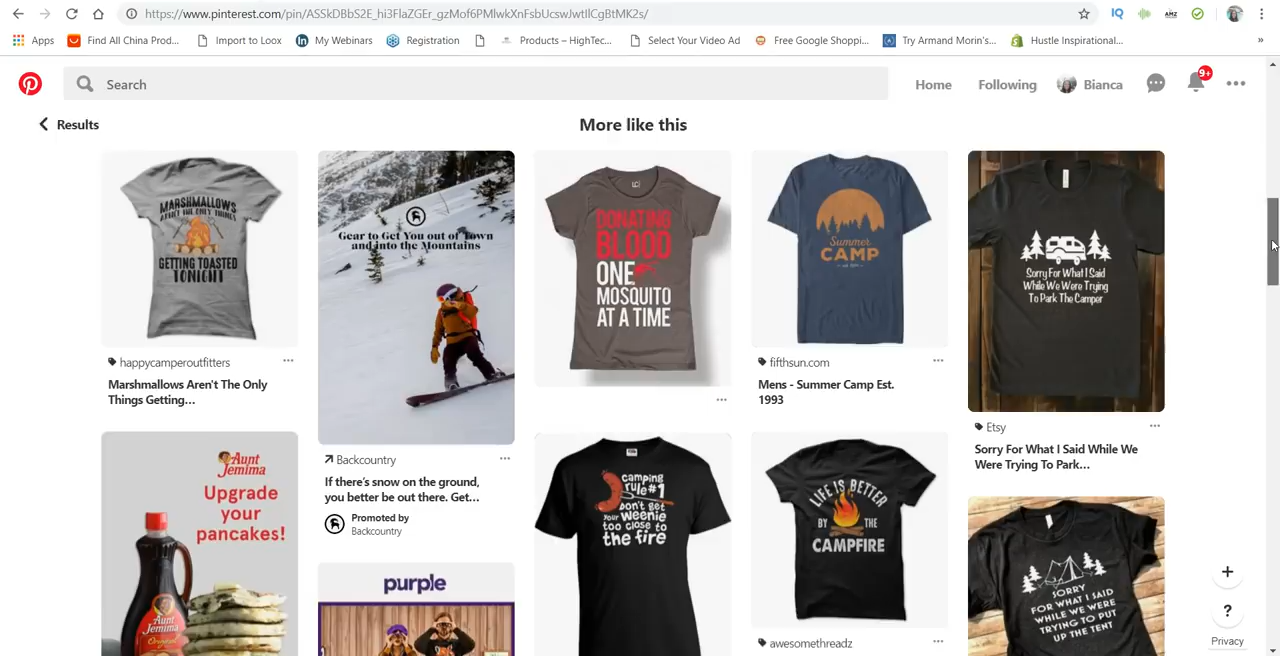 https://www.pinterest.com/pin/ASSkDBbS2E_hi3FlaZGEr_gzMof6PMlwkXnFsbUcswJwtIlCgBtMK2s/
IQ
AMZ
Apps
Find All China Prod...
Import to Loox
My Webinars
Registration
Products – HighTec...
Select Your Video Ad
Free Google Shoppi...
Try Armand Morin's...
Hustle Inspirational...
»
Search
Home
Following
Bianca
9+
Results
More like this
MARSHMALLOWS
AREN'T THE ONLY THINGS
GETTING TOASTED
TONIGHT
happycamperoutfitters
Marshmallows Aren't The Only
Things Getting...
Gear to Get You out of Town
and into the Mountains
Backcountry
If there's snow on the ground,
you better be out there. Get...
Promoted by
Backcountry
DONATING
BLOOD
ONE
MOSQUITO
AT A TIME
Summer
CAMP
fifthsun.com
Mens - Summer Camp Est.
1993
Sorry For What I Said
While We Were Trying
To Park The Camper
Etsy
Sorry For What I Said While We
Were Trying To Park...
Aunt
Jemima
Upgrade
your
pancakes!
Aunt
Jemima
Original
purple
camping
rule #1
Don't get
your weenie
too close to
the fire
LIFE IS BETTER
BY THE
CAMPFIRE
awesomethreadz
SORRY
FOR WHAT I SAID
WHILE WE WERE
TRYING TO PUT
UP THE TENT
+
?
Privacy